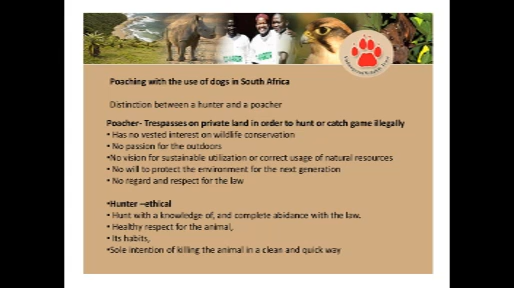 Poaching with the use of dogs in South Africa
Distinction between a hunter and a poacher
Poacher- Trespasses on private land in order to hunt or catch game illegally
• Has no vested interest on wildlife conservation
• No passion for the outdoors
•No vision for sustainable utilization or correct usage of natural resources
• No will to protect the environment for the next generation
• No regard and respect for the law
•Hunter –ethical
• Hunt with a knowledge of, and complete abidance with the law.
• Healthy respect for the animal,
• Its habits,
•Sole intention of killing the animal in a clean and quick way